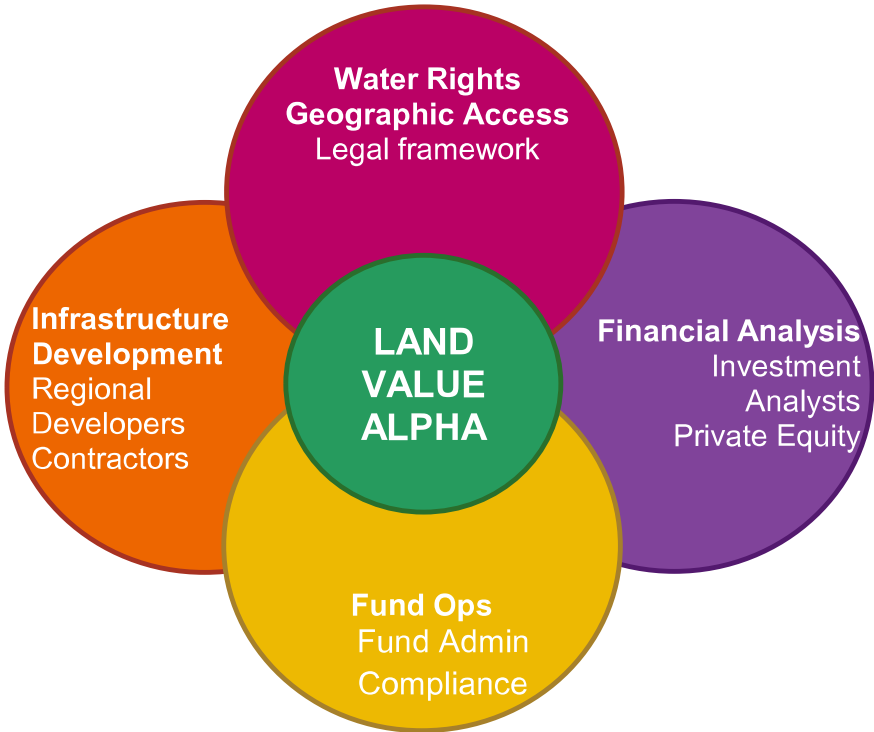 Water Rights
Geographic Access
Legal framework
Infrastructure
Development
Regional
Developers
Contractors
LAND
VALUE
ALPHA
Financial Analysis
Investment
Analysts
Private Equity
Fund Ops
Fund Admin
Compliance